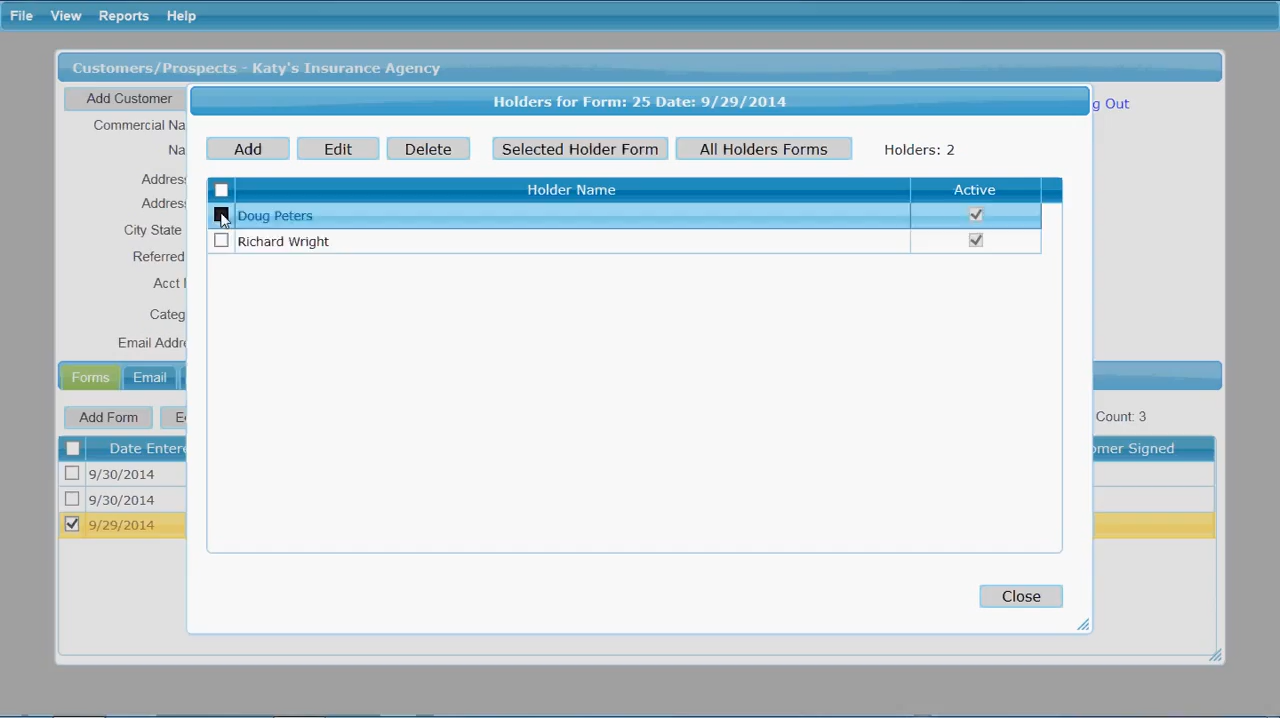 File View Reports Help
Customers/Prospects - Katy's Insurance Agency
Add Customer
g Out
Holders for Form: 25 Date: 9/29/2014
Commercial Na
Na
Address
Address
City State
Referred
Acct
Categ
Email Addre
Add Edit Delete Selected Holder Form All Holders Forms Holders: 2
Holder Name Active
Doug Peters
Richard Wright
Forms Email
Add Form E
Count: 3
Date Entere
omer Signed
9/30/2014
9/30/2014
9/29/2014
Close